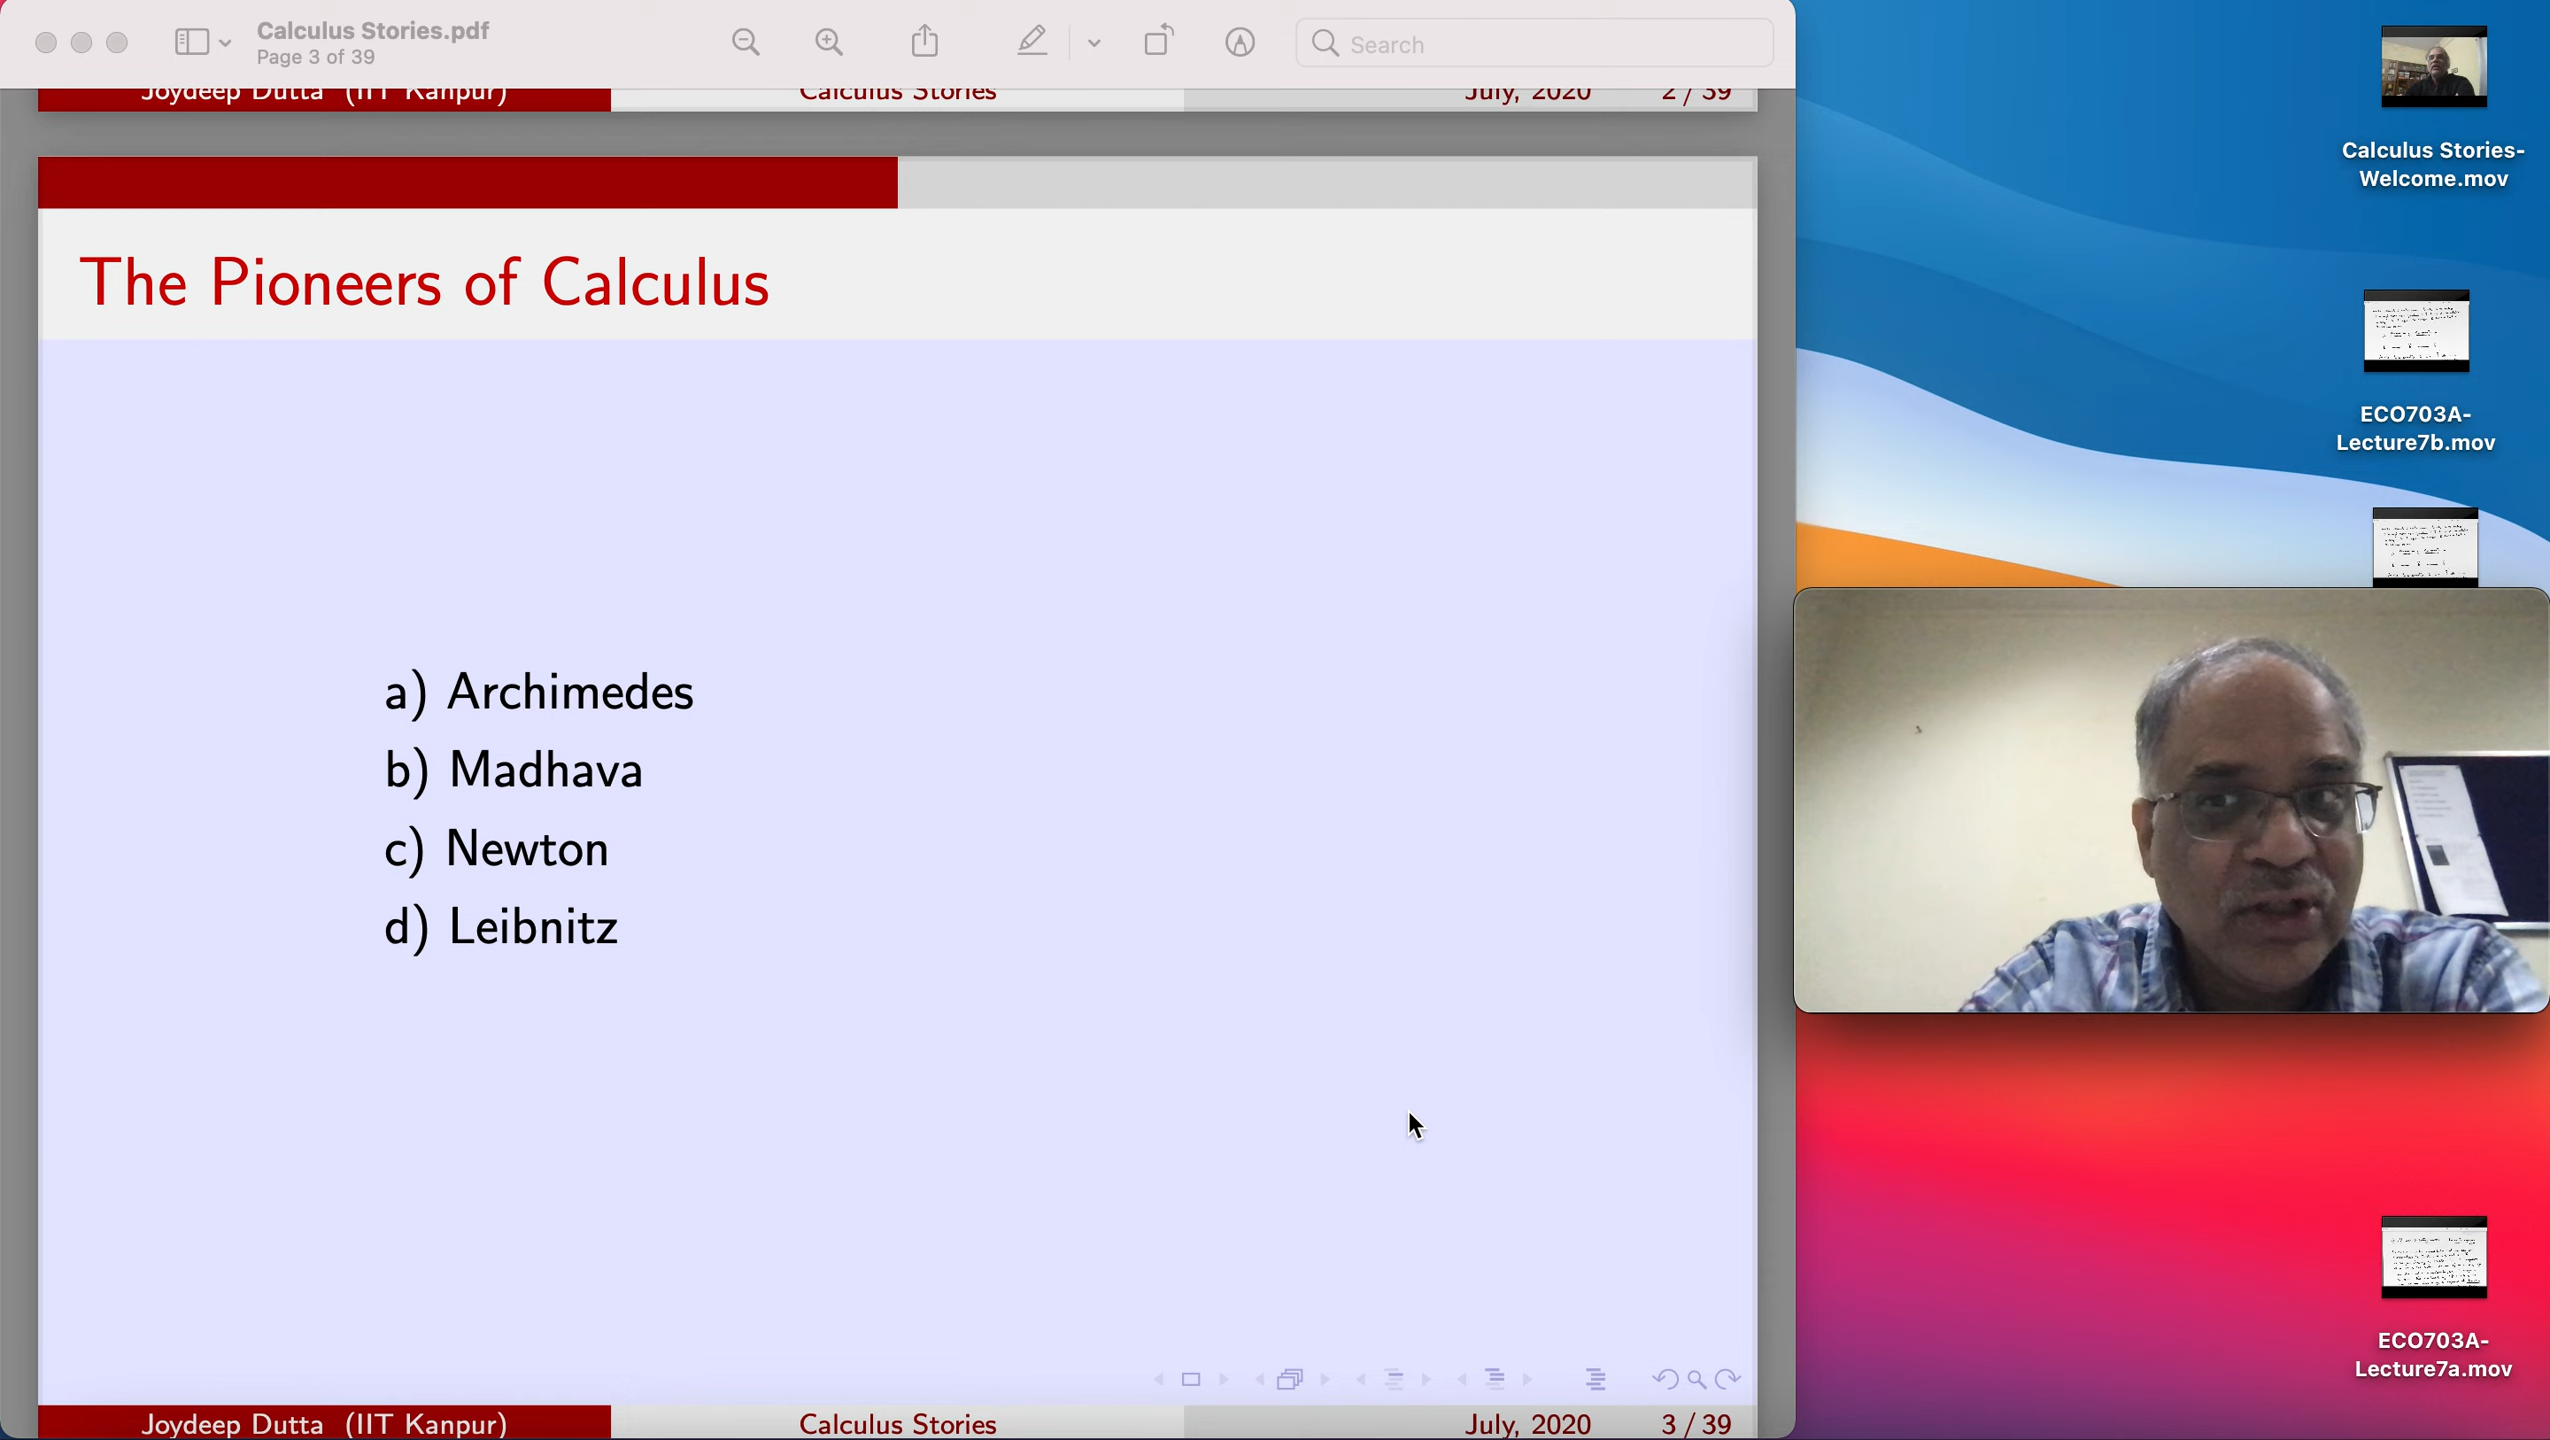 Calculus Stories.pdf
Page 3 of 39
Search
Joydeep Dutta (IIT Kanpur)
Calculus Stories
July, 2020
2 / 39
The Pioneers of Calculus
a) Archimedes
b) Madhava
c) Newton
d) Leibnitz
Joydeep Dutta (IIT Kanpur)
Calculus Stories
July, 2020
3 / 39
Calculus Stories-
Welcome.mov
ECO703A-
Lecture7b.mov
ECO703A-
Lecture7a.mov